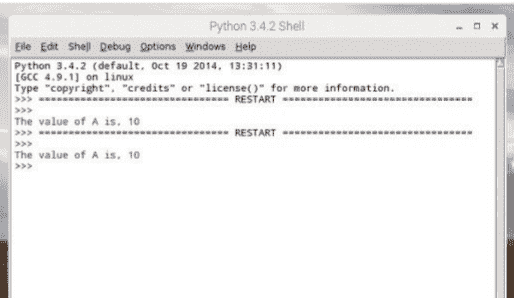 Python 3.4.2 Shell
File Edit Shell Debug Options Windows Help
Python 3.4.2 (default, Oct 19 2014, 13:31:11)
[GCC 4.9.1] on linux
Type "copyright", "credits" or "license()" for more information.
>>> ================================ RESTART ================================
>>>
The value of A is, 10
>>> ================================ RESTART ================================
>>>
The value of A is, 10
>>>